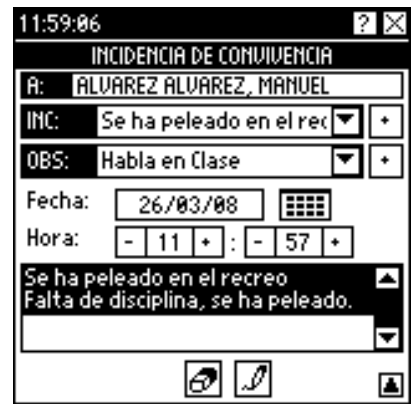 11:59:06 ? X
INCIDENCIA DE CONVIVENCIA
A: ALVAREZ ALVAREZ, MANUEL
INC: Se ha peleado en el rec +
OBS: Habla en Clase +
Fecha: 26/03/08
Hora: - 11 + : - 57 +
Se ha peleado en el recreo
Falta de disciplina, se ha peleado.